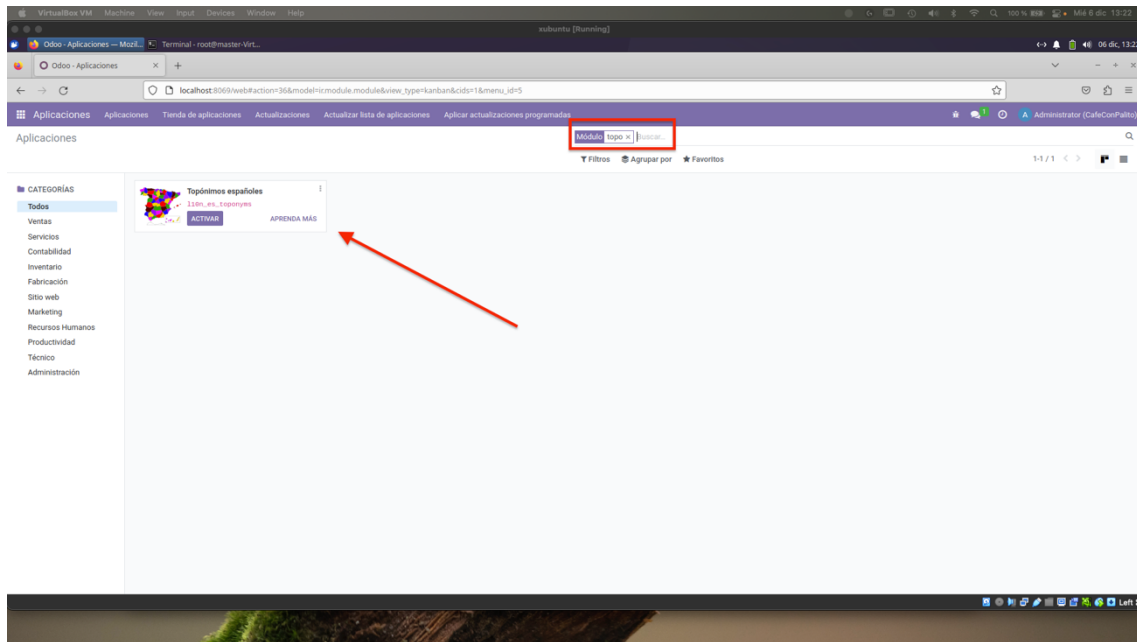 VirtualBox VM Machine View Input Devices Window Help 100 % Mié 6 dic 13:22
xubuntu [Running]
Odoo - Aplicaciones — Mozil... Terminal - root@master-Virt... 06 dic, 13:2
Odoo - Aplicaciones × +
localhost:8069/web#action=36&model=ir.module.module&view_type=kanban&cids=1&menu_id=5
Aplicaciones Aplicaciones Tienda de aplicaciones Actualizaciones Actualizar lista de aplicaciones Aplicar actualizaciones programadas 1 A Administrator (CafeConPalito)
Aplicaciones Módulo topo × Buscar...
Filtros Agrupar por Favoritos 1-1 / 1 < >
CATEGORÍAS
Todos
Ventas
Servicios
Contabilidad
Inventario
Fabricación
Sitio web
Marketing
Recursos Humanos
Productividad
Técnico
Administración
Topónimos españoles
l10n_es_toponyms
ACTIVAR APRENDA MÁS
Left